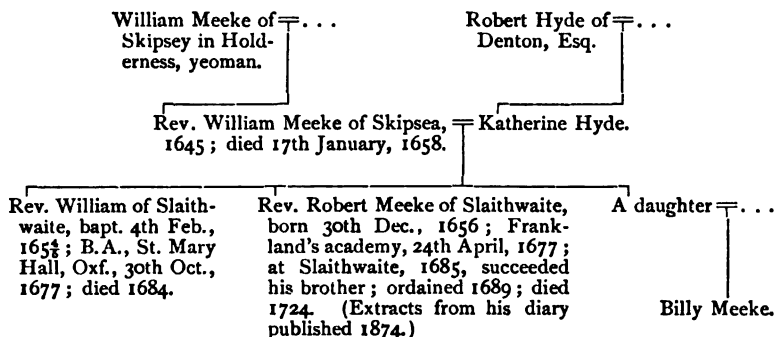 William Meeke of ╤ . . .
Skipsey in Hold-
erness, yeoman.
Robert Hyde of ╤ . . .
Denton, Esq.
Rev. William Meeke of Skipsea, ╤ Katherine Hyde.
1645 ; died 17th January, 1658.
Rev. William of Slaith-
waite, bapt. 4th Feb.,
165⅘ ; B.A., St. Mary
Hall, Oxf., 30th Oct.,
1677 ; died 1684.
Rev. Robert Meeke of Slaithwaite,
born 30th Dec., 1656 ; Frank-
land's academy, 24th April, 1677 ;
at Slaithwaite, 1685, succeeded
his brother ; ordained 1689 ; died
1724. (Extracts from his diary
published 1874.)
A daughter ╤ . . .
Billy Meeke.